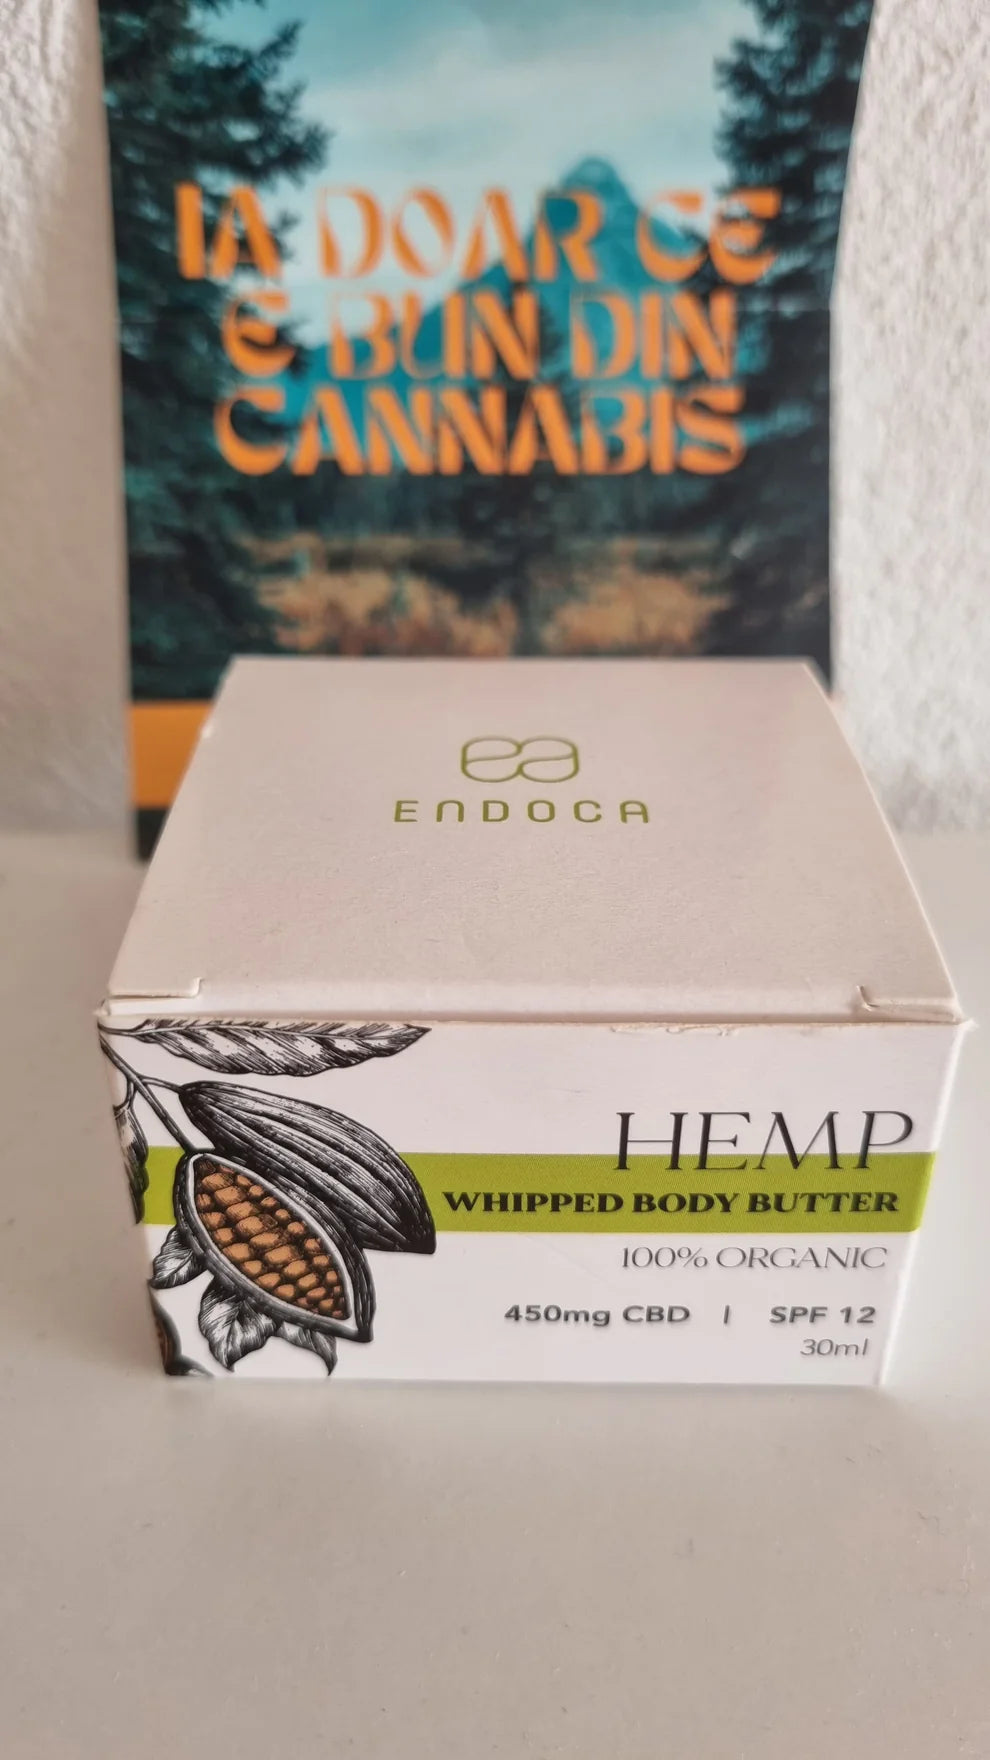 IA DOAR CE
E BUN DIN
CANNABIS
ENDOCA
HEMP
WHIPPED BODY BUTTER
100% ORGANIC
450mg CBD | SPF 12
30ml